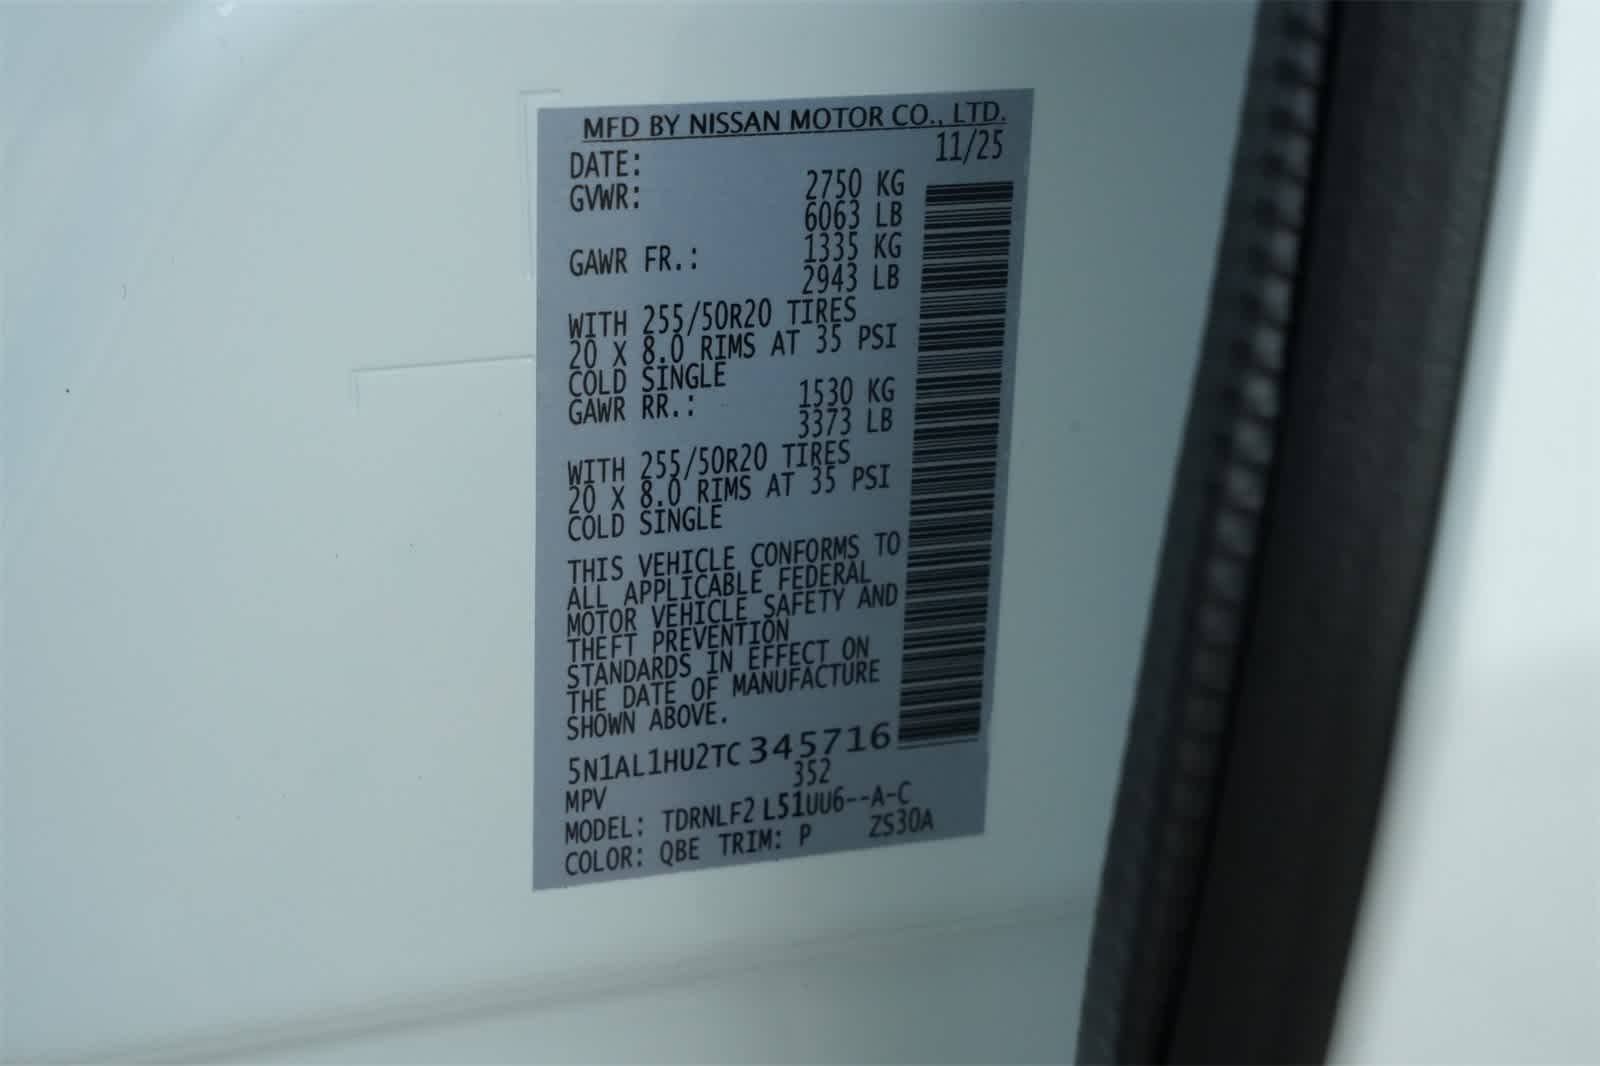 MFD BY NISSAN MOTOR CO., LTD.
DATE: 11/25
GVWR: 2750 KG
6063 LB
GAWR FR.: 1335 KG
2943 LB
WITH 255/50R20 TIRES
20 X 8.0 RIMS AT 35 PSI
COLD SINGLE
GAWR RR.: 1530 KG
3373 LB
WITH 255/50R20 TIRES
20 X 8.0 RIMS AT 35 PSI
COLD SINGLE
THIS VEHICLE CONFORMS TO
ALL APPLICABLE FEDERAL
MOTOR VEHICLE SAFETY AND
THEFT PREVENTION
STANDARDS IN EFFECT ON
THE DATE OF MANUFACTURE
SHOWN ABOVE.
5N1AL1HU2TC345716
MPV 352
MODEL: TDRNLF2 L51UU6--A-C
COLOR: QBE TRIM: P ZS30A